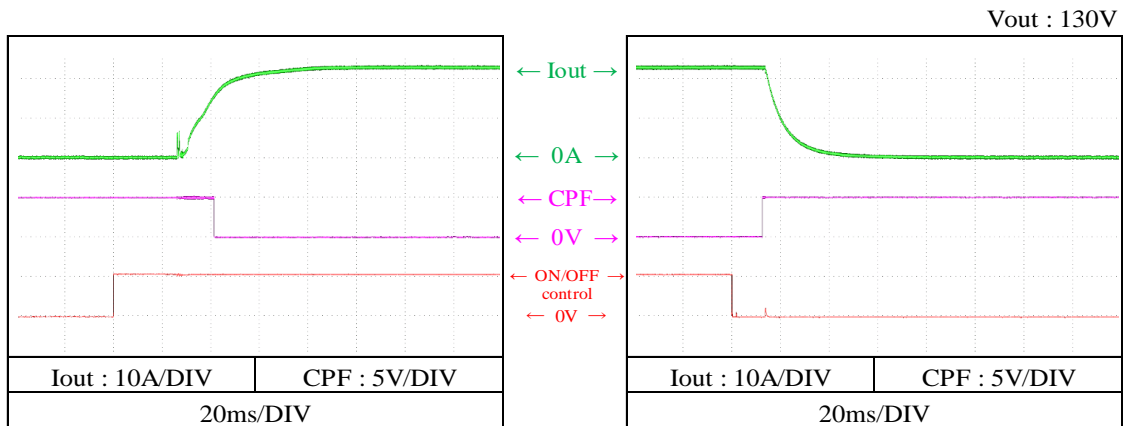 Vout : 130V
← Iout →
← 0A →
← CPF→
← 0V →
← ON/OFF →
control
← 0V →
Iout : 10A/DIV
CPF : 5V/DIV
20ms/DIV
Iout : 10A/DIV
CPF : 5V/DIV
20ms/DIV